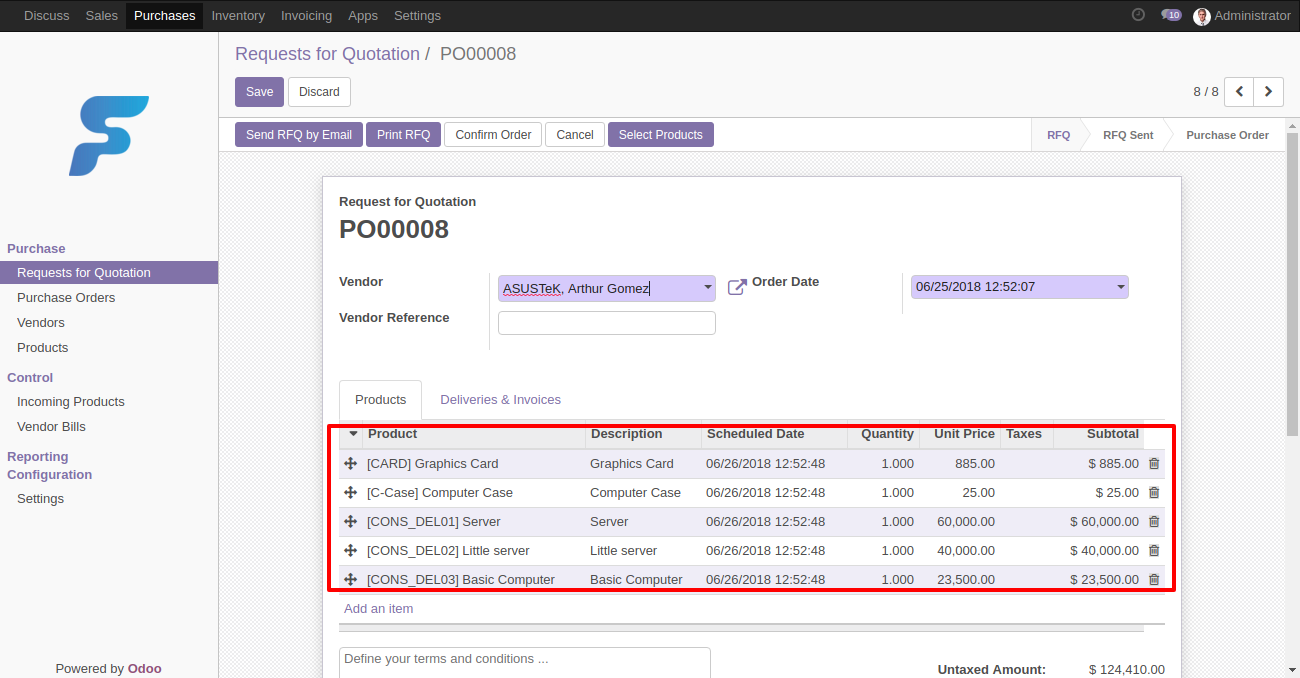 Discuss Sales Purchases Inventory Invoicing Apps Settings 10 Administrator
Requests for Quotation / PO00008
Save Discard 8 / 8
Send RFQ by Email Print RFQ Confirm Order Cancel Select Products RFQ RFQ Sent Purchase Order
Purchase
Requests for Quotation
Purchase Orders
Vendors
Products
Control
Incoming Products
Vendor Bills
Reporting
Configuration
Settings
Powered by Odoo
Request for Quotation
PO00008
Vendor ASUSTeK, Arthur Gomez Order Date 06/25/2018 12:52:07
Vendor Reference
Products Deliveries & Invoices
Product Description Scheduled Date Quantity Unit Price Taxes Subtotal
[CARD] Graphics Card Graphics Card 06/26/2018 12:52:48 1.000 885.00 $ 885.00
[C-Case] Computer Case Computer Case 06/26/2018 12:52:48 1.000 25.00 $ 25.00
[CONS_DEL01] Server Server 06/26/2018 12:52:48 1.000 60,000.00 $ 60,000.00
[CONS_DEL02] Little server Little server 06/26/2018 12:52:48 1.000 40,000.00 $ 40,000.00
[CONS_DEL03] Basic Computer Basic Computer 06/26/2018 12:52:48 1.000 23,500.00 $ 23,500.00
Add an item
Define your terms and conditions ...
Untaxed Amount: $ 124,410.00